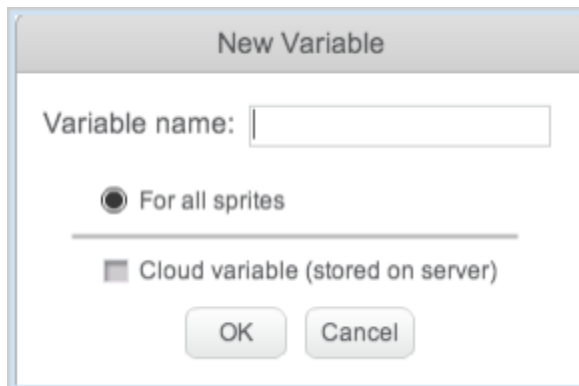 New Variable
Variable name:
For all sprites
Cloud variable (stored on server)
OK Cancel